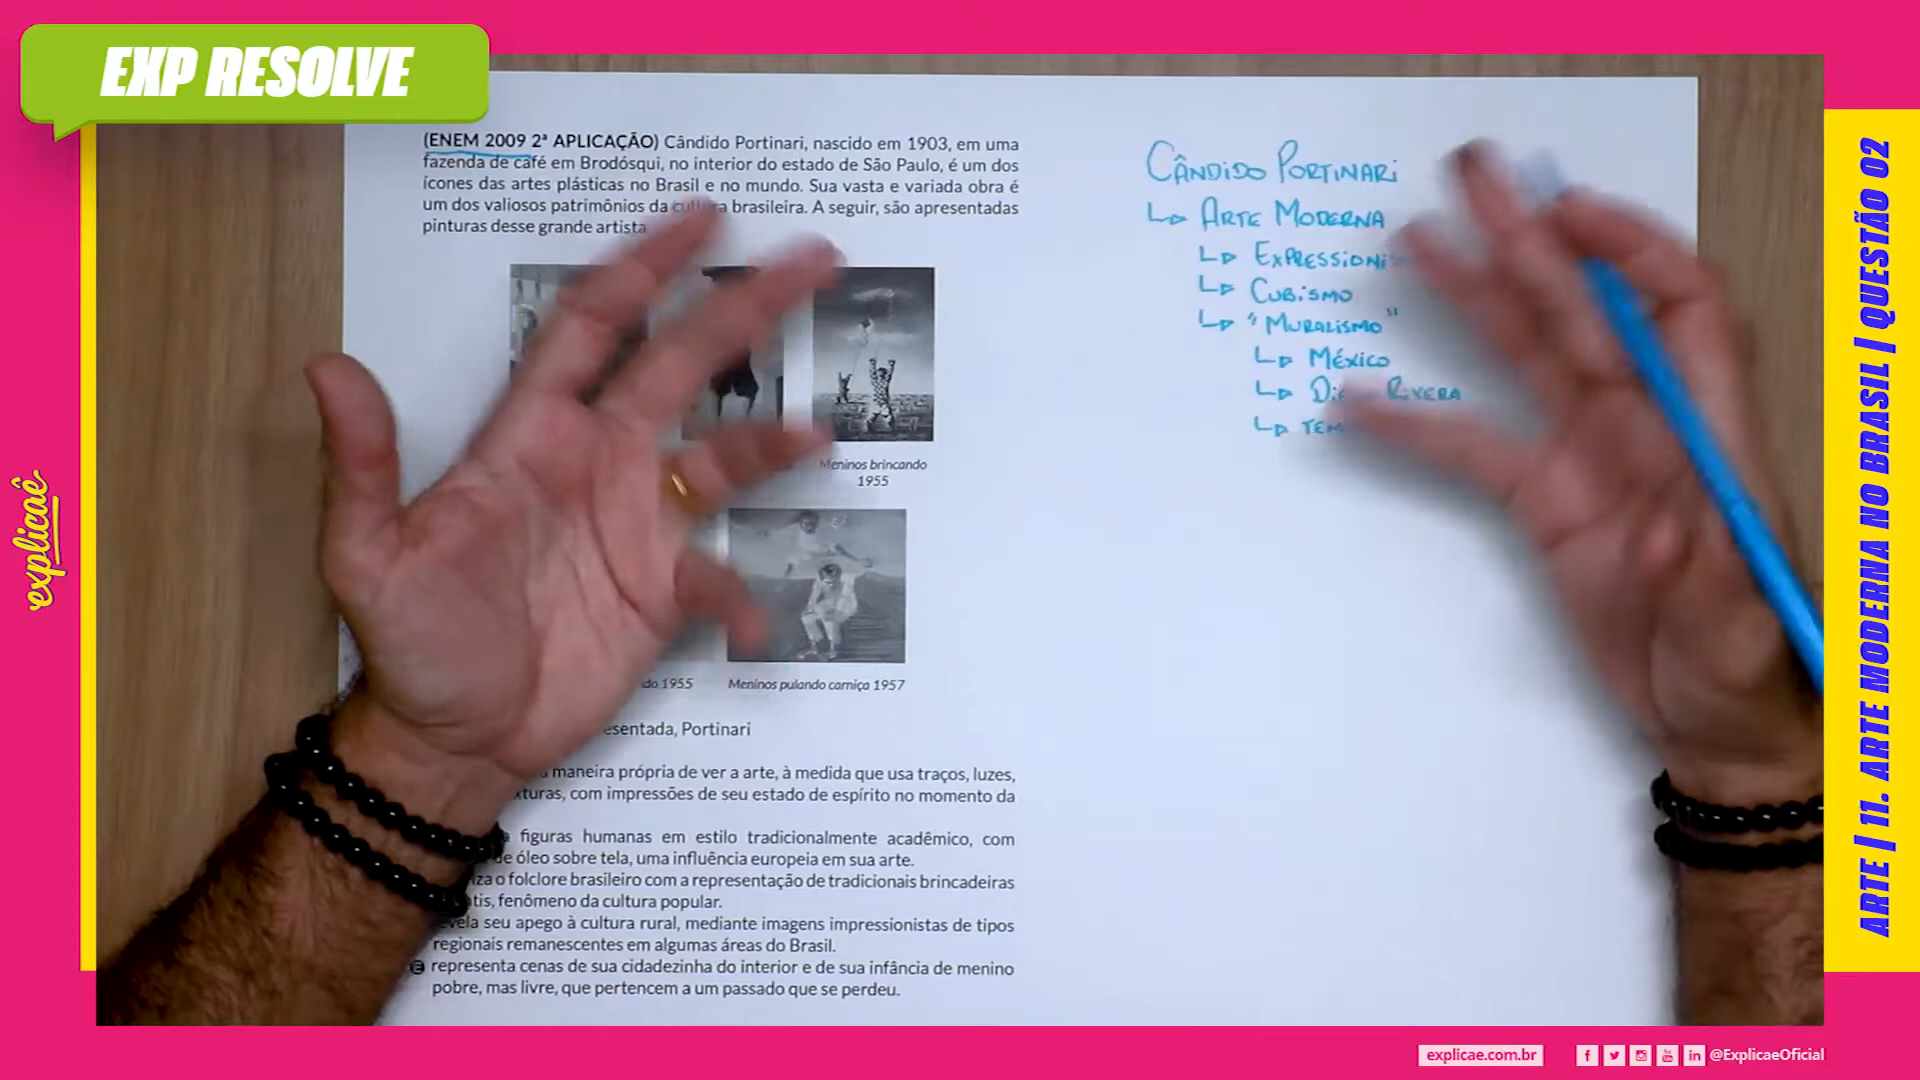 EXP RESOLVE
(ENEM 2009 2ª APLICAÇÃO) Cândido Portinari, nascido em 1903, em uma
fazenda de café em Brodósqui, no interior do estado de São Paulo, é um dos
ícones das artes plásticas no Brasil e no mundo. Sua vasta e variada obra é
um dos valiosos patrimônios da cultura brasileira. A seguir, são apresentadas
pinturas desse grande artista
Meninos brincando
1955
do 1955
Meninos pulando carniça 1957
esentada, Portinari
maneira própria de ver a arte, à medida que usa traços, luzes,
xturas, com impressões de seu estado de espírito no momento da
figuras humanas em estilo tradicionalmente acadêmico, com
de óleo sobre tela, uma influência europeia em sua arte.
iza o folclore brasileiro com a representação de tradicionais brincadeiras
tis, fenômeno da cultura popular.
evela seu apego à cultura rural, mediante imagens impressionistas de tipos
regionais remanescentes em algumas áreas do Brasil.
E representa cenas de sua cidadezinha do interior e de sua infância de menino
pobre, mas livre, que pertencem a um passado que se perdeu.
CÂNDIDO PORTINARI
ARTE MODERNA
EXPRESSIONI
CUBISMO
"MURALISMO"
MÉXICO
RIVERA
TEM
explicaê
ARTE | 11. ARTE MODERNA NO BRASIL | QUESTÃO 02
explicae.com.br
@ExplicaeOficial